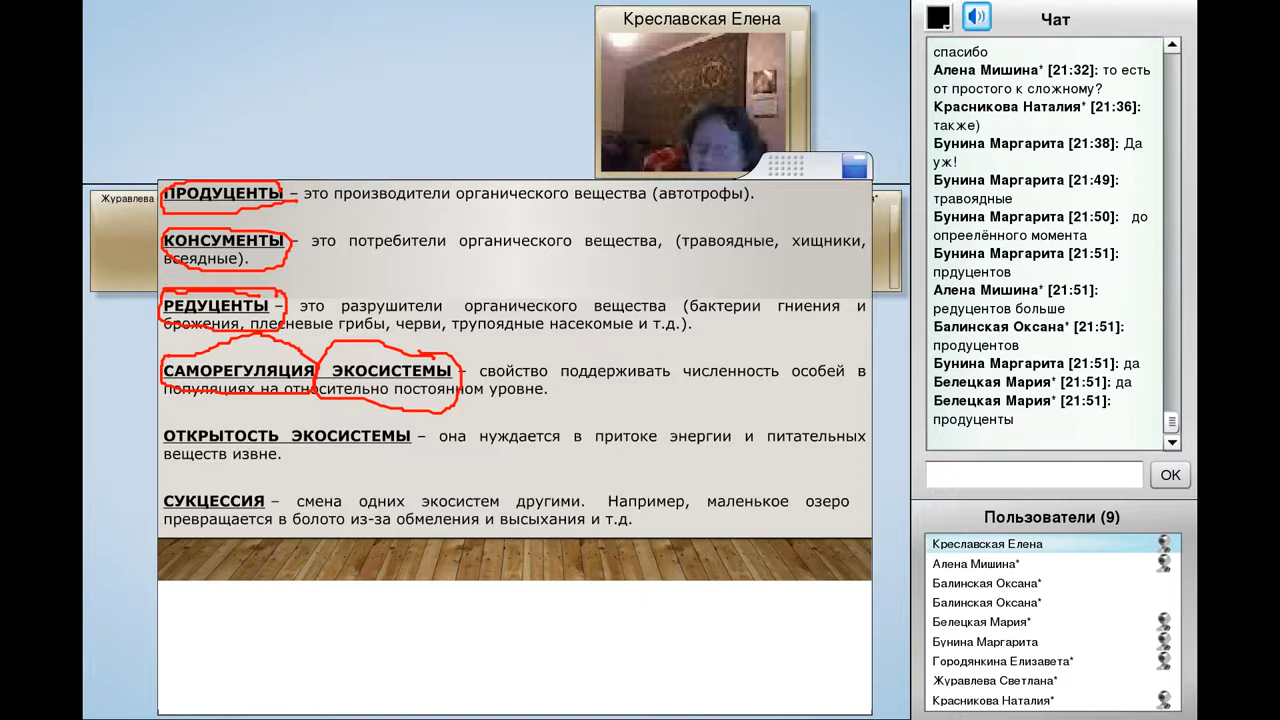 Креславская Елена
Журавлева
ПРОДУЦЕНТЫ – это производители органического вещества (автотрофы).
КОНСУМЕНТЫ – это потребители органического вещества, (травоядные, хищники,
всеядные).
РЕДУЦЕНТЫ – это разрушители органического вещества (бактерии гниения и
брожения, плесневые грибы, черви, трупоядные насекомые и т.д.).
САМОРЕГУЛЯЦИЯ ЭКОСИСТЕМЫ – свойство поддерживать численность особей в
популяциях на относительно постоянном уровне.
ОТКРЫТОСТЬ ЭКОСИСТЕМЫ – она нуждается в притоке энергии и питательных
веществ извне.
СУКЦЕССИЯ – смена одних экосистем другими. Например, маленькое озеро
превращается в болото из-за обмеления и высыхания и т.д.
Чат
спасибо
Алена Мишина* [21:32]: то есть
от простого к сложному?
Красникова Наталия* [21:36]:
также)
Бунина Маргарита [21:38]: Да
уж!
Бунина Маргарита [21:49]:
травоядные
Бунина Маргарита [21:50]: до
опреелённого момента
Бунина Маргарита [21:51]:
прдуцентов
Алена Мишина* [21:51]:
редуцентов больше
Балинская Оксана* [21:51]:
продуцентов
Бунина Маргарита [21:51]: да
Белецкая Мария* [21:51]: да
Белецкая Мария* [21:51]:
продуценты
OK
Пользователи (9)
Креславская Елена
Алена Мишина*
Балинская Оксана*
Балинская Оксана*
Белецкая Мария*
Бунина Маргарита
Городянкина Елизавета*
Журавлева Светлана*
Красникова Наталия*